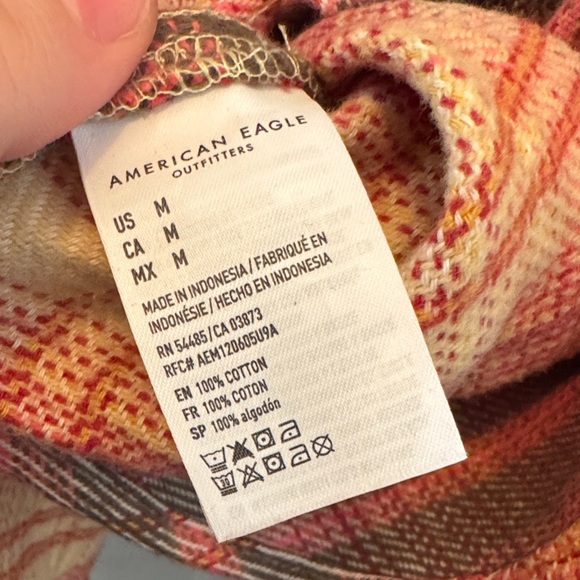 AMERICAN EAGLE
OUTFITTERS
US M
CA M
MX M
MADE IN INDONESIA / FABRIQUÉ EN
INDONÉSIE / HECHO EN INDONESIA
RN 54485 / CA 03873
RFC# AEM120605U9A
EN 100% COTTON
FR 100% COTON
SP 100% algodón
30